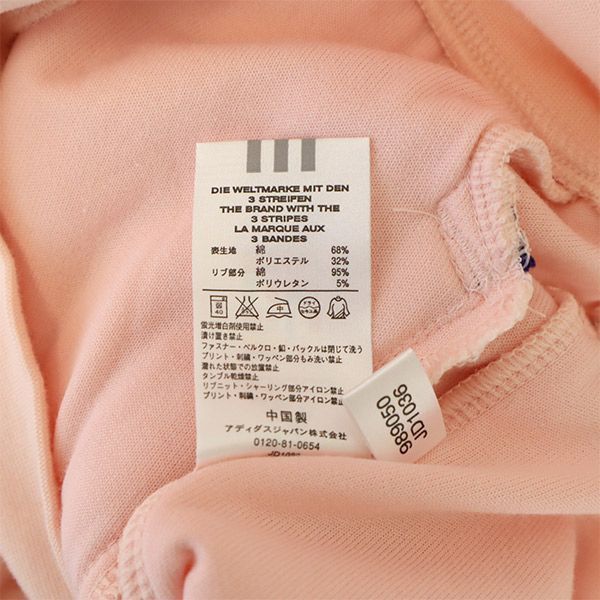 DIE WELTMARKE MIT DEN
3 STREIFEN
THE BRAND WITH THE
3 STRIPES
LA MARQUE AUX
3 BANDES
表生地 綿 68%
ポリエステル 32%
リブ部分 綿 95%
ポリウレタン 5%
40 中 ドライ セキユ系
蛍光増白剤使用禁止
漬け置き禁止
ファスナー・ベルクロ・釦・バックルは閉じて洗う
プリント・刺繍・ワッペン部分もみ洗い禁止
濡れた状態での放置禁止
タンブル乾燥禁止
リブニット・シャーリング部分アイロン禁止
プリント・刺繍・ワッペン部分アイロン禁止
中国製
アディダスジャパン株式会社
0120-81-0654
989050
JD1036